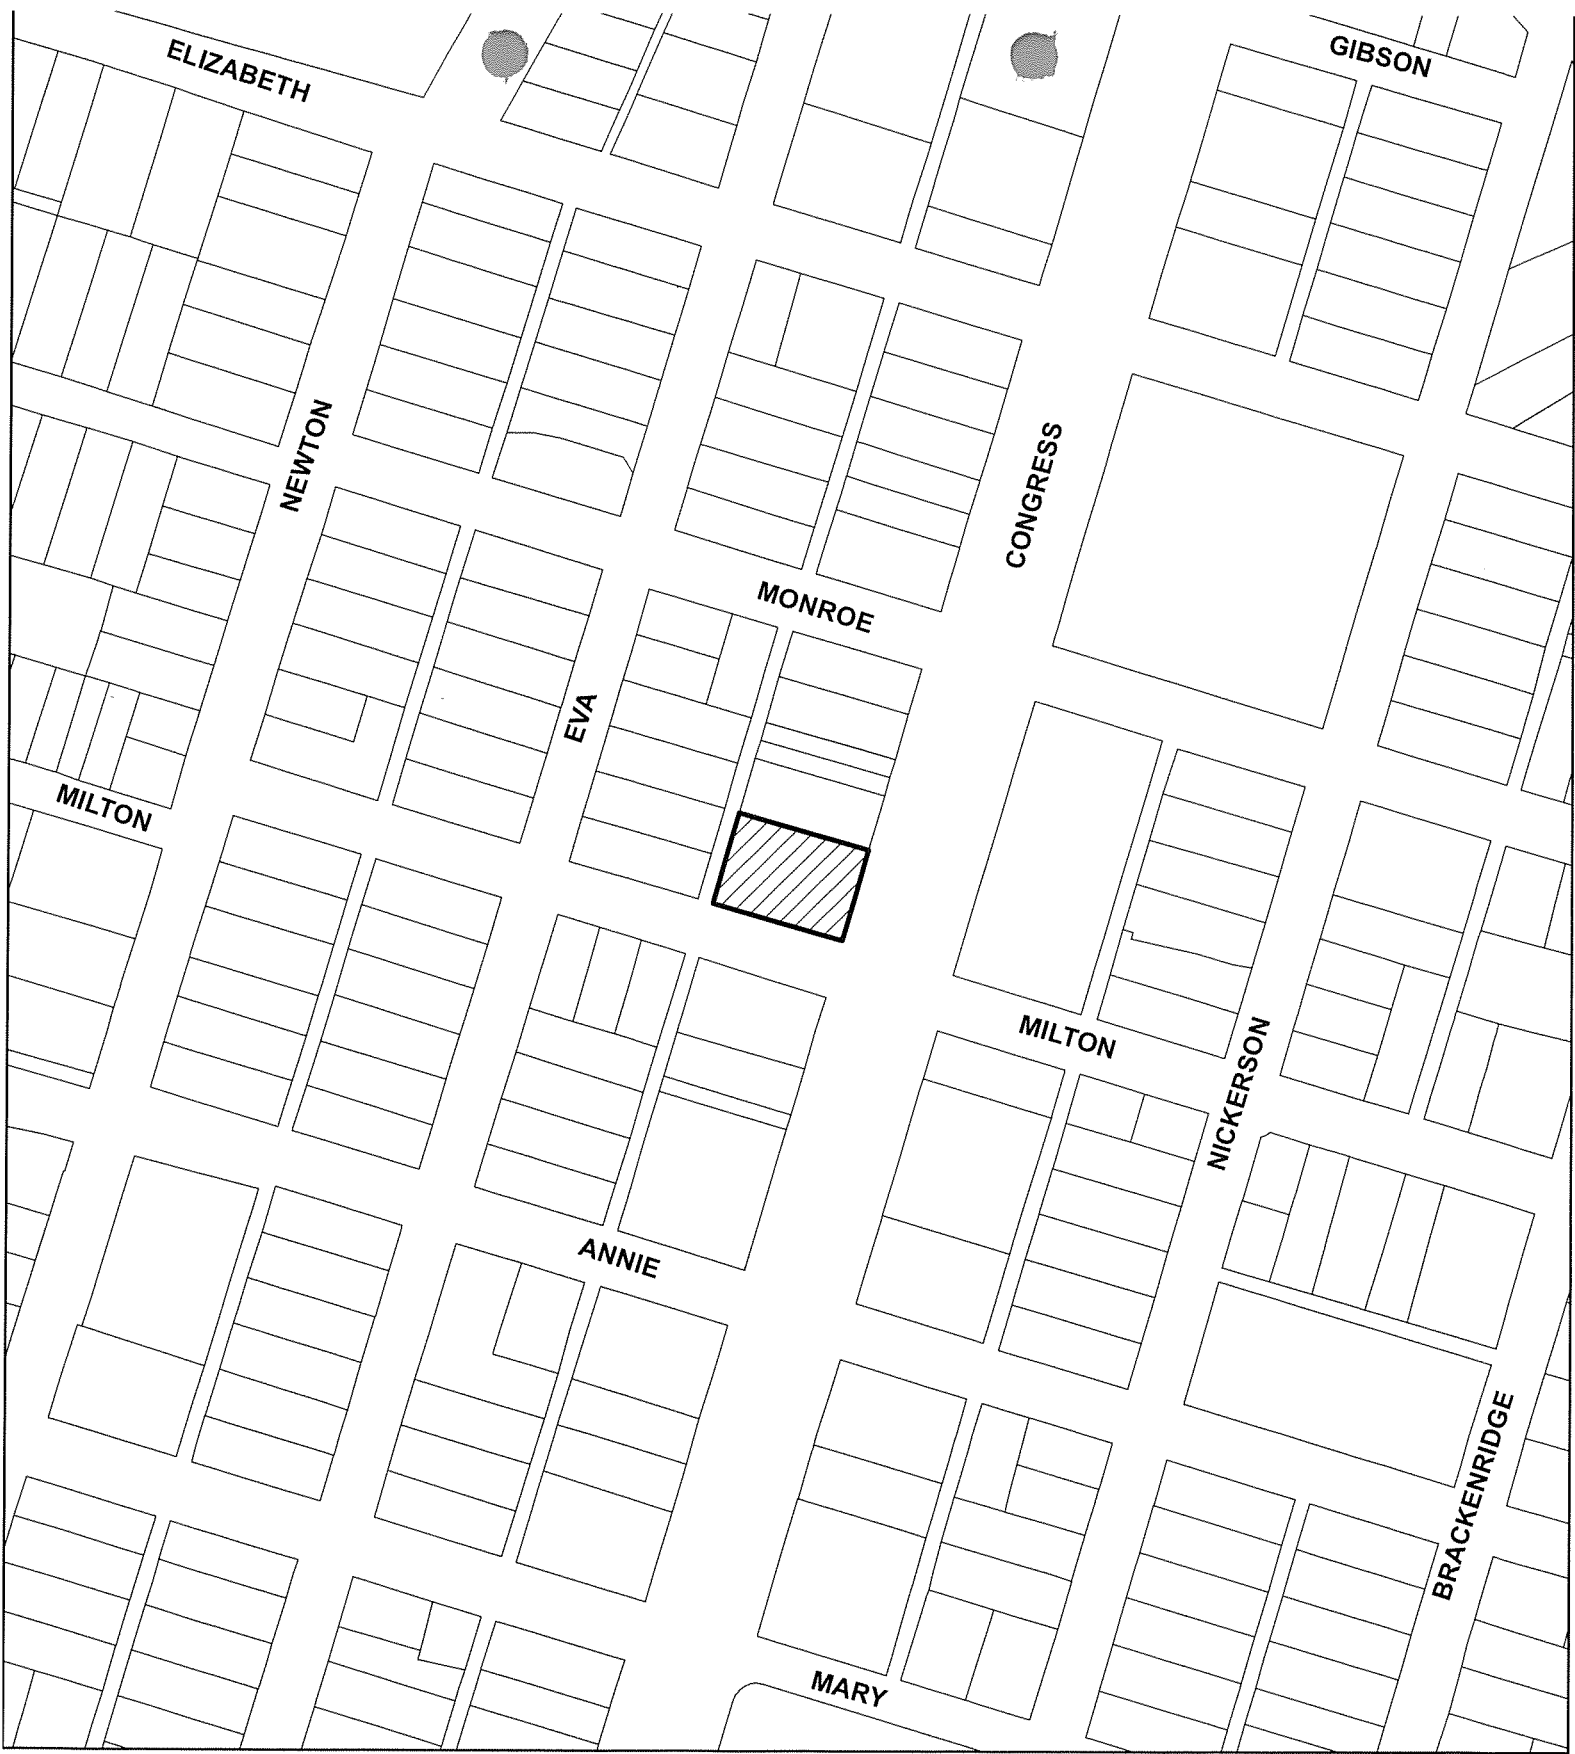 GIBSON
ELIZABETH
NEWTON
CONGRESS
MONROE
EVA
MILTON
MILTON
NICKERSON
ANNIE
BRACKENRIDGE
MARY